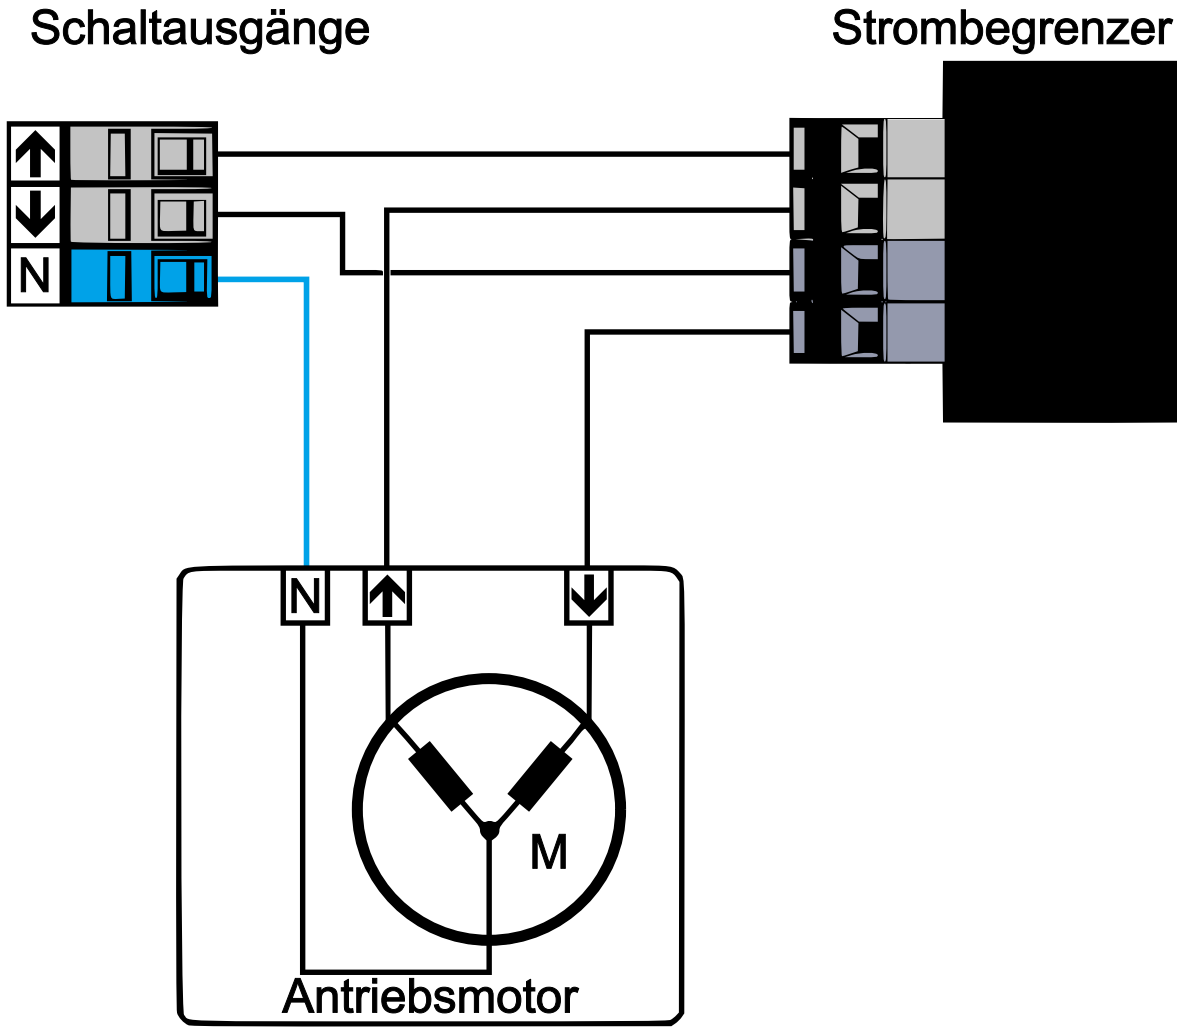 Schaltausgänge
Strombegrenzer
N
N
M
Antriebsmotor